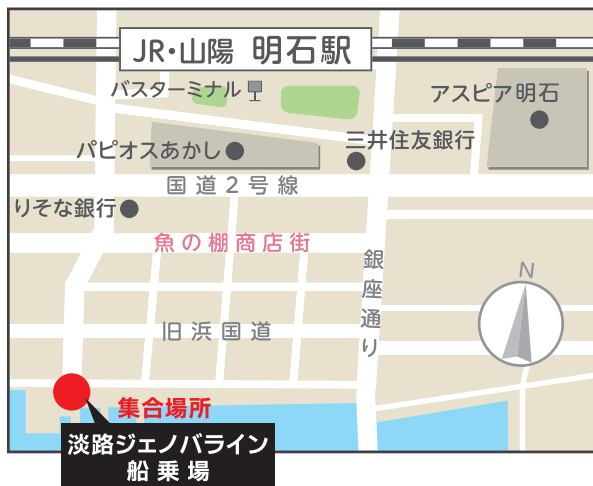 JR・山陽 明石駅
バスターミナル
アスピア明石
三井住友銀行
パピオスあかし
国道2号線
りそな銀行
魚の棚商店街
銀座通り
N
旧浜国道
集合場所
淡路ジェノバライン
船乗場